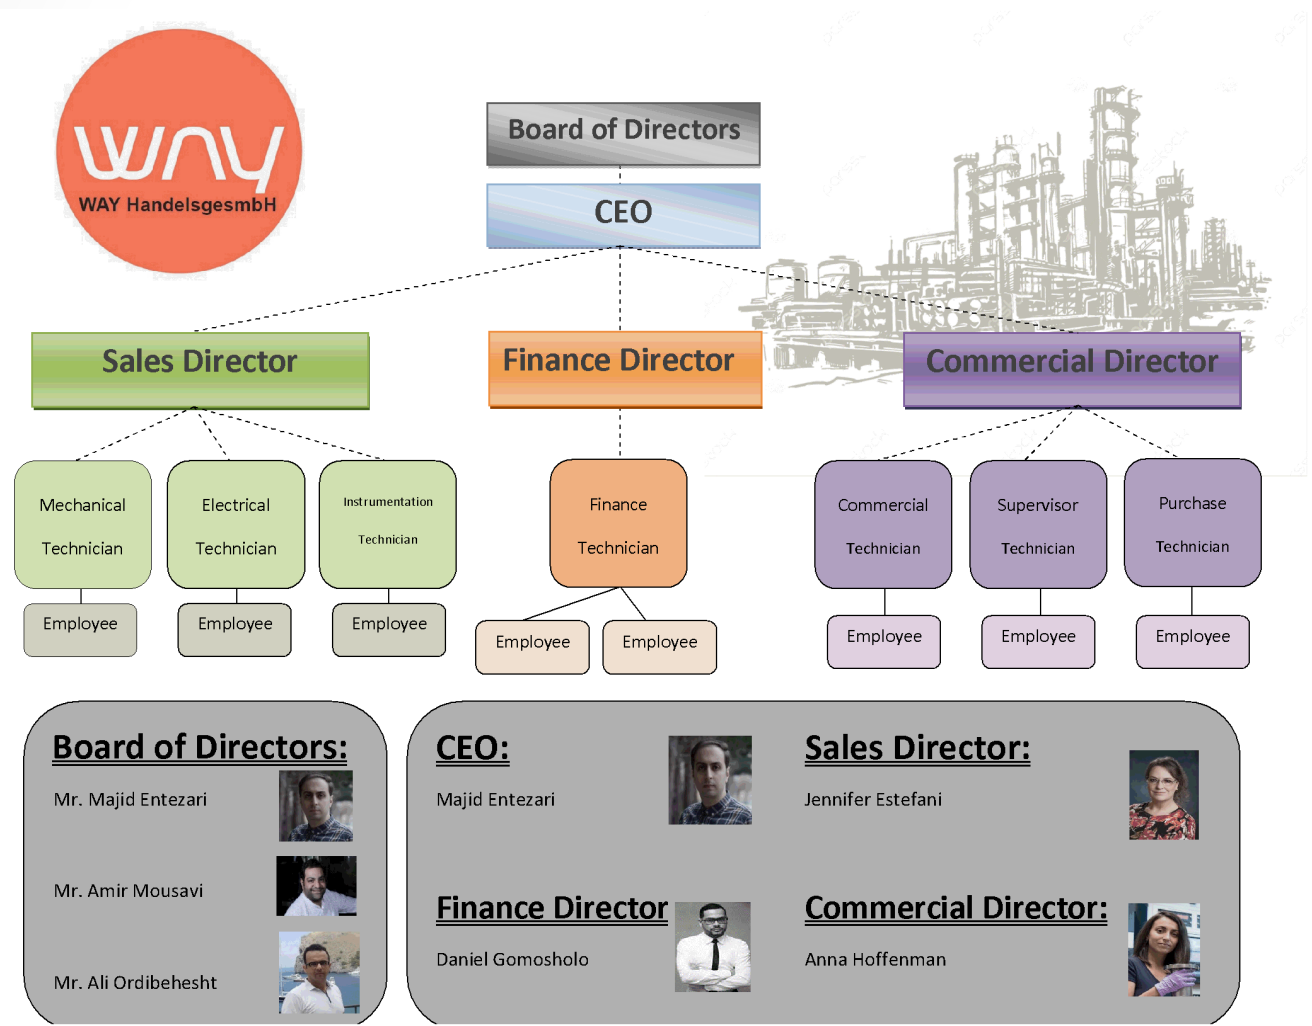 way
WAY HandelsgesmbH
Board of Directors
CEO
Sales Director
Finance Director
Commercial Director
Mechanical
Technician
Electrical
Technician
Instrumentation
Technician
Finance
Technician
Commercial
Technician
Supervisor
Technician
Purchase
Technician
Employee
Employee
Employee
Employee
Employee
Employee
Employee
Employee
Board of Directors:
Mr. Majid Entezari
Mr. Amir Mousavi
Mr. Ali Ordibehesht
CEO:
Majid Entezari
Sales Director:
Jennifer Estefani
Finance Director
Daniel Gomosholo
Commercial Director:
Anna Hoffenman